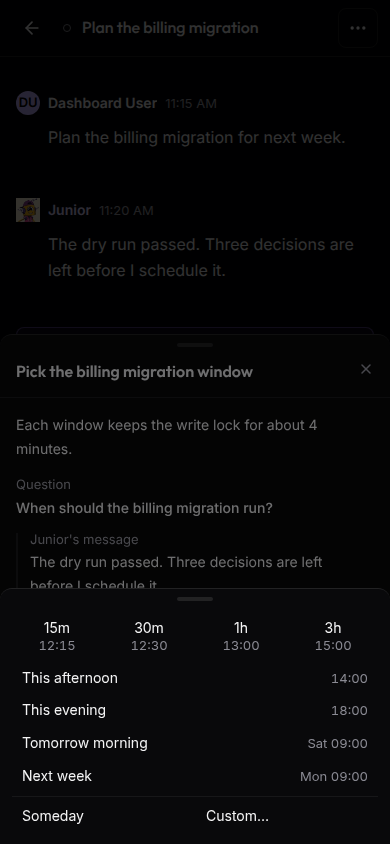 Plan the billing migration
DU Dashboard User 11:15 AM
Plan the billing migration for next week.
Junior 11:20 AM
The dry run passed. Three decisions are
left before I schedule it.
Pick the billing migration window
Each window keeps the write lock for about 4
minutes.
Question
When should the billing migration run?
Junior's message
The dry run passed. Three decisions are left
before I schedule it.
15m 30m 1h 3h
12:15 12:30 13:00 15:00
This afternoon 14:00
This evening 18:00
Tomorrow morning Sat 09:00
Next week Mon 09:00
Someday Custom...